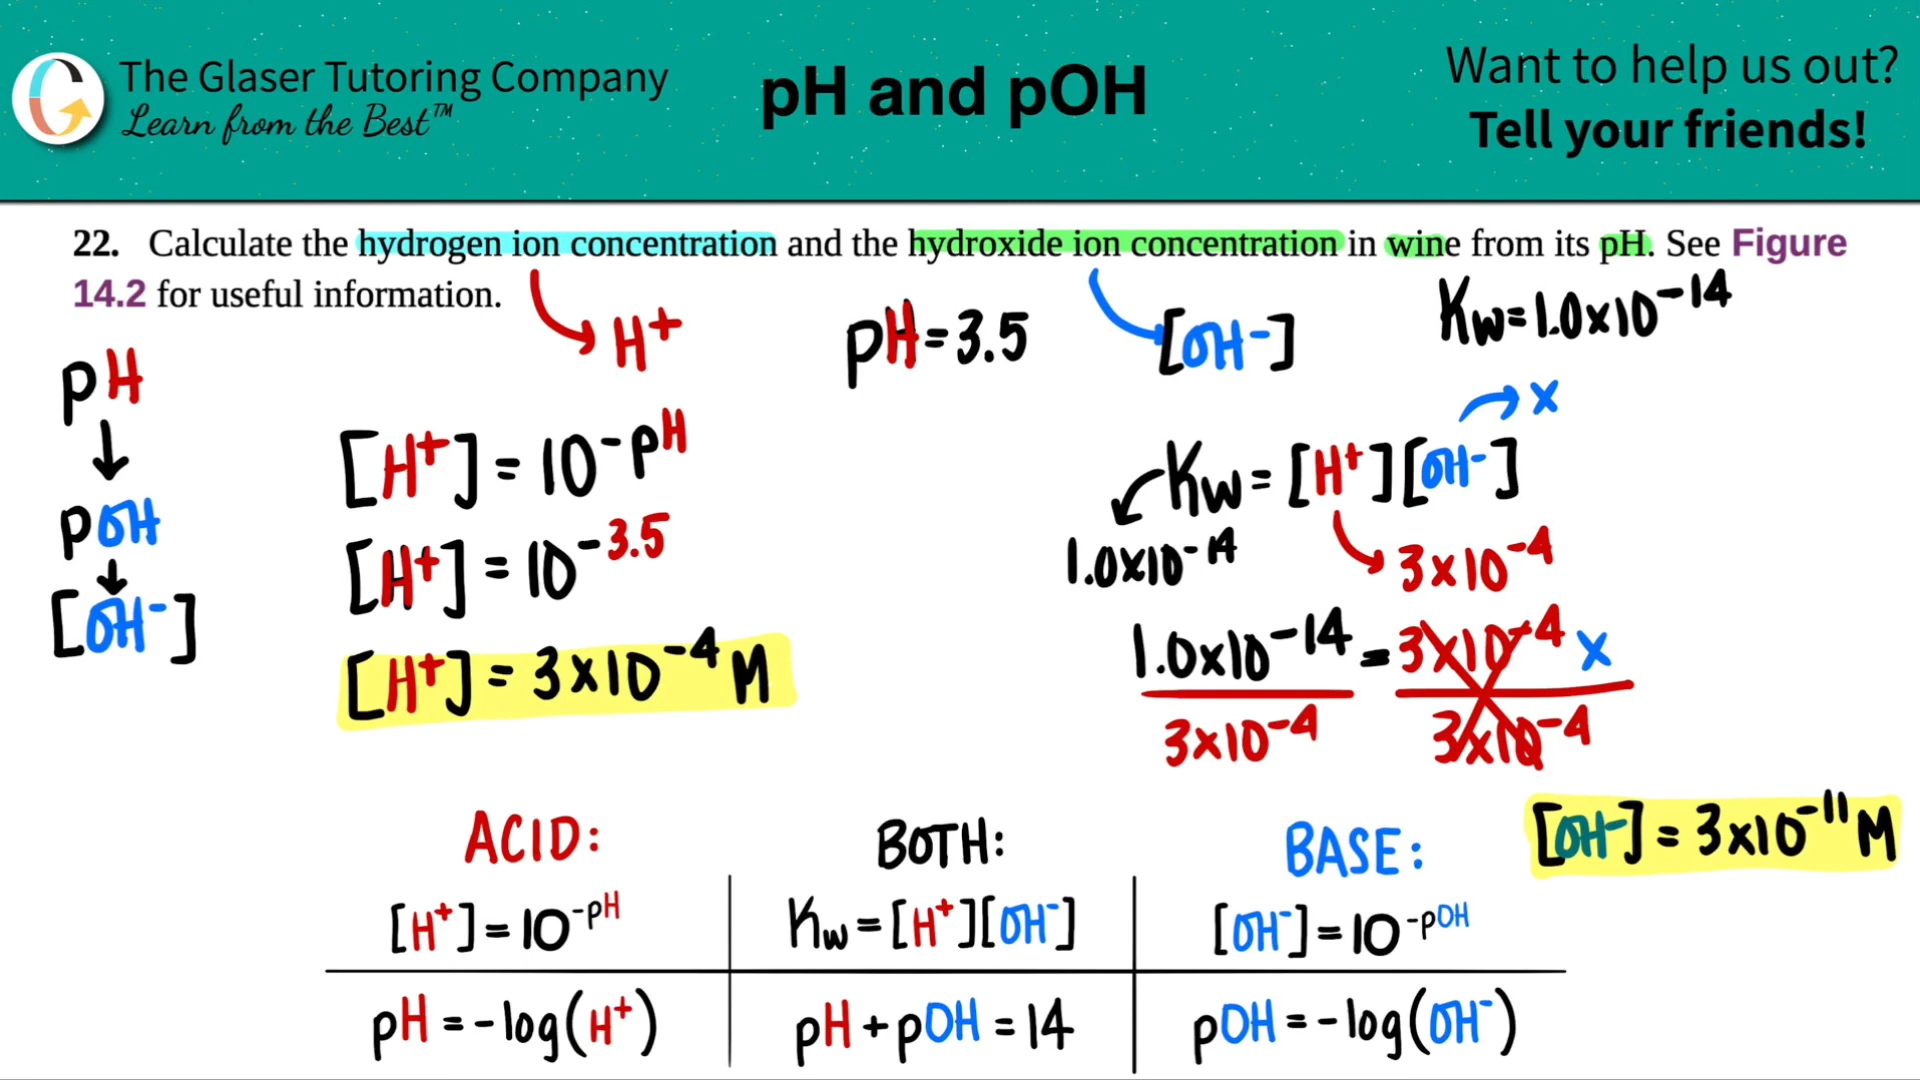 The Glaser Tutoring Company
Learn from the Best™
pH and pOH
Want to help us out?
Tell your friends!
22. Calculate the hydrogen ion concentration and the hydroxide ion concentration in wine from its pH. See Figure
14.2 for useful information.
H⁺
pH = 3.5
[OH⁻]
Kw = 1.0x10⁻¹⁴
pH
↓
pOH
↓
[OH⁻]
[H⁺] = 10^-pH
[H⁺] = 10^-3.5
[H⁺] = 3x10⁻⁴ M
x
Kw = [H⁺][OH⁻]
1.0x10⁻¹⁴
3x10⁻⁴
1.0x10⁻¹⁴ = 3x10⁻⁴ x
3x10⁻⁴ 3x10⁻⁴
[OH⁻] = 3x10⁻¹¹ M
ACID: BOTH: BASE:
[H⁺] = 10^-pH Kw = [H⁺][OH⁻] [OH⁻] = 10^-pOH
pH = -log(H⁺) pH + pOH = 14 pOH = -log(OH⁻)